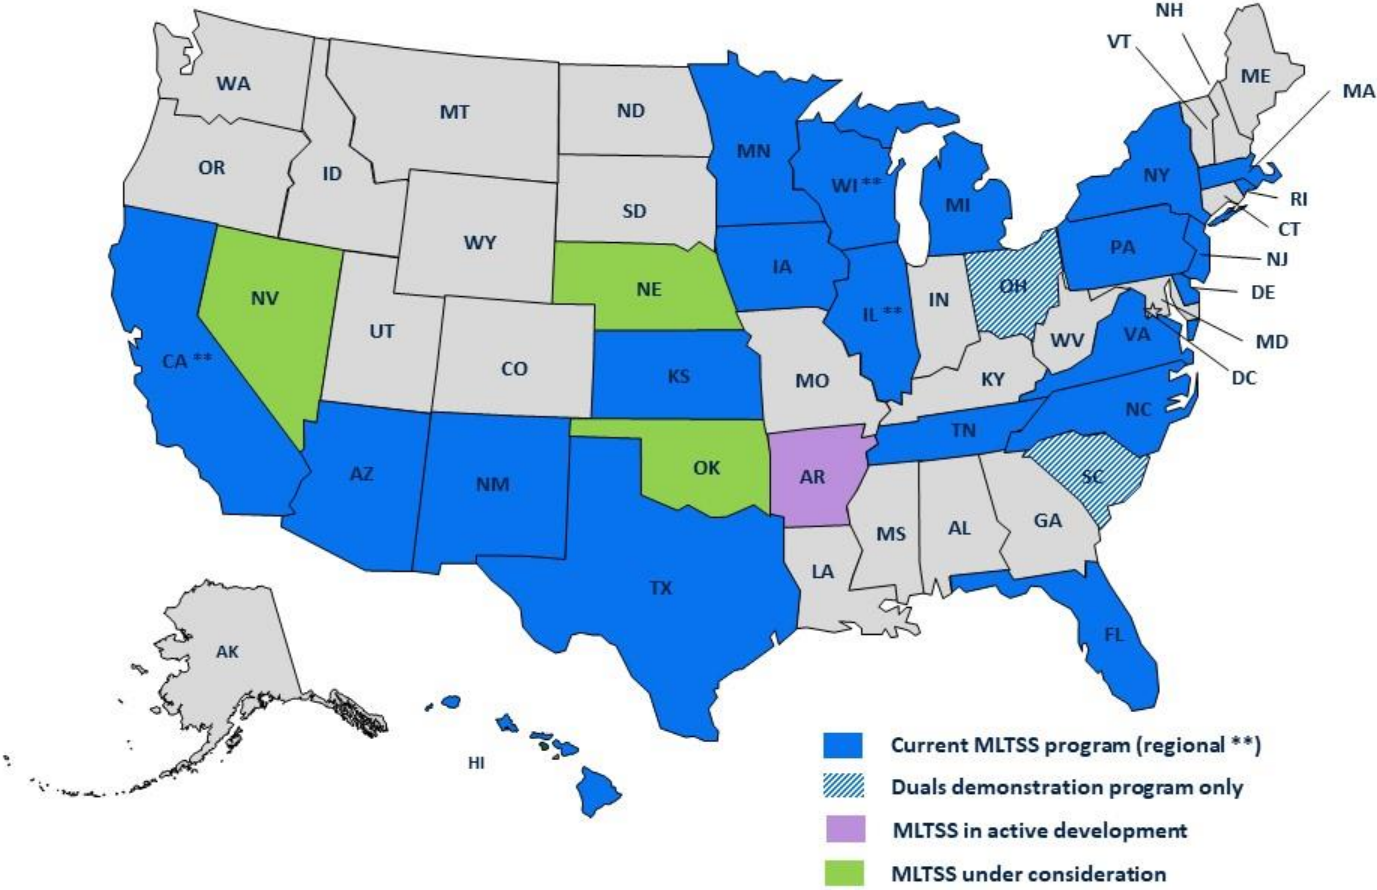 NH
VT
WA
ME
MT
MA
ND
MN
OR
ID
NY
WI **
MI
RI
SD
CT
WY
PA
NJ
IA
NE
OH
DE
NV
IN
IL **
UT
VA
WV
MD
CA **
CO
KS
MO
KY
DC
NC
TN
OK
AR
SC
AZ
NM
GA
AL
MS
LA
TX
FL
AK
HI
Current MLTSS program (regional **)
Duals demonstration program only
MLTSS in active development
MLTSS under consideration